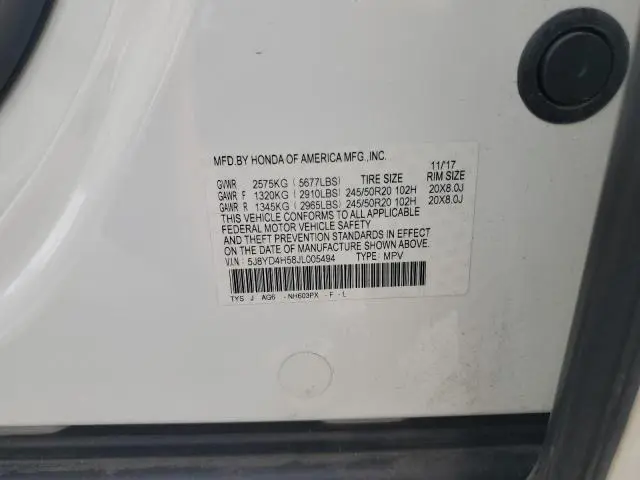 MFD.BY HONDA OF AMERICA MFG.,INC. 11/17
GVWR 2575KG (5677LBS) TIRE SIZE RIM SIZE
GAWR F 1320KG (2910LBS) 245/50R20 102H 20X8.0J
GAWR R 1345KG (2965LBS) 245/50R20 102H 20X8.0J
THIS VEHICLE CONFORMS TO ALL APPLICABLE
FEDERAL MOTOR VEHICLE SAFETY, BUMPER,
AND THEFT PREVENTION STANDARDS IN EFFECT
ON THE DATE OF MANUFACTURE SHOWN ABOVE.
V.I.N: 5J8YD4H58JL005494 TYPE: MPV
TYS J AG6 -NH603PX -F -L